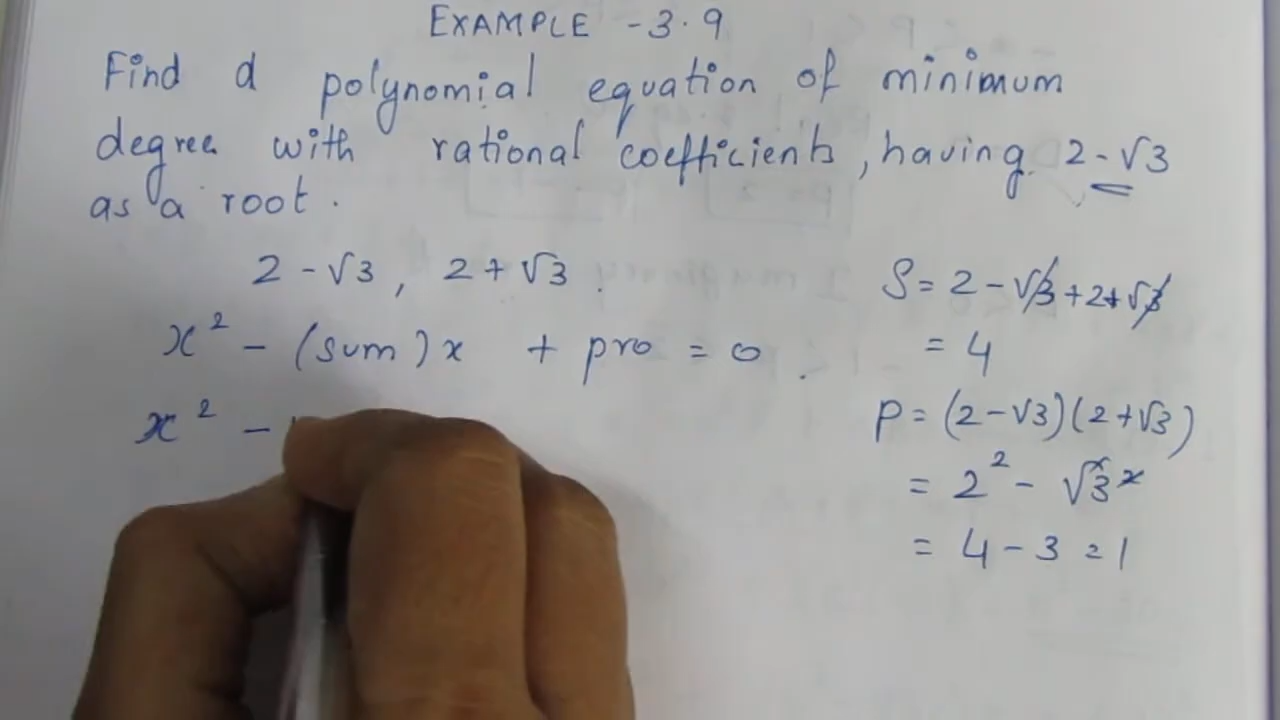 EXAMPLE - 3.9
Find a polynomial equation of minimum
degree with rational coefficients, having 2-√3
as a root.
2-√3, 2+√3.
x² - (sum)x + pro = 0.
x² -
S = 2-√3+2+√3
= 4
P = (2-√3)(2+√3)
= 2² - √3²
= 4-3 = 1